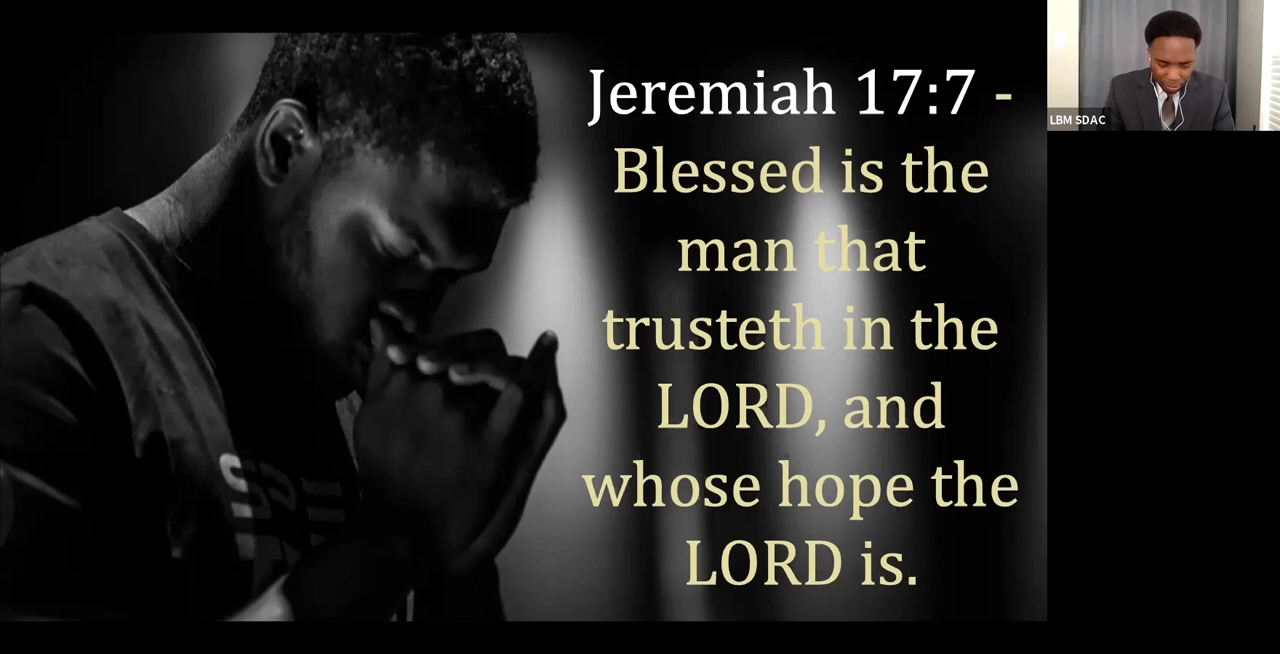 Jeremiah 17:7 -
Blessed is the
man that
trusteth in the
LORD, and
whose hope the
LORD is.
LBM SDAC